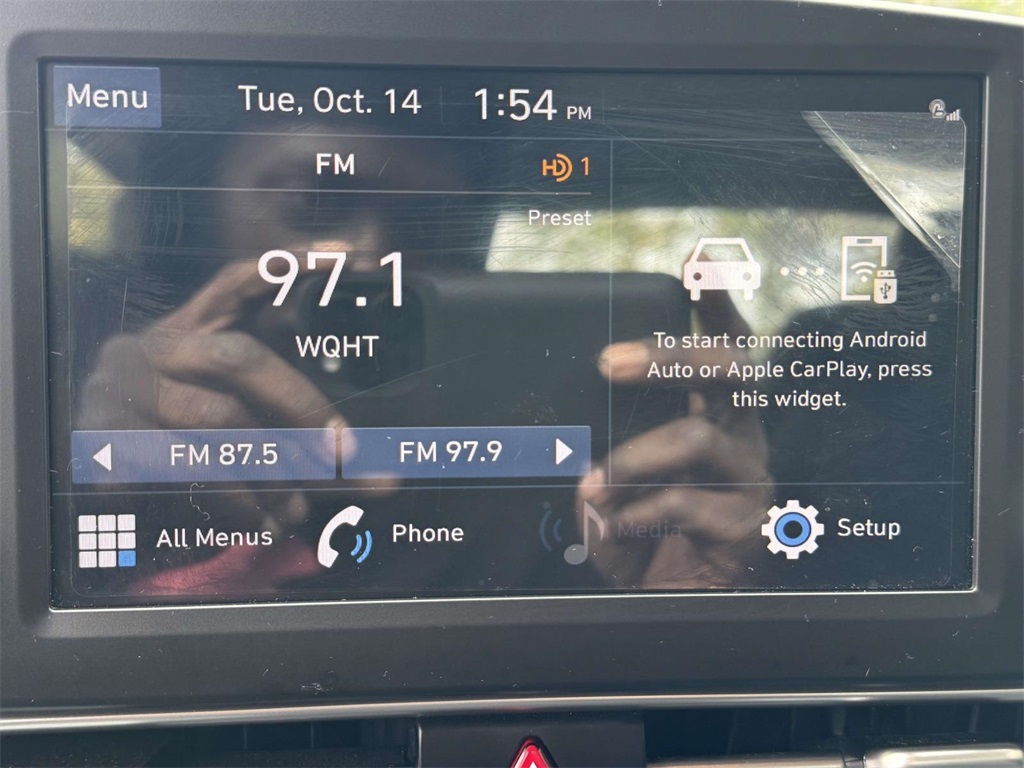 Menu
Tue, Oct. 14
1:54 PM
FM
HD 1
Preset
97.1
WQHT
To start connecting Android
Auto or Apple CarPlay, press
this widget.
FM 87.5
FM 97.9
All Menus
Phone
Media
Setup